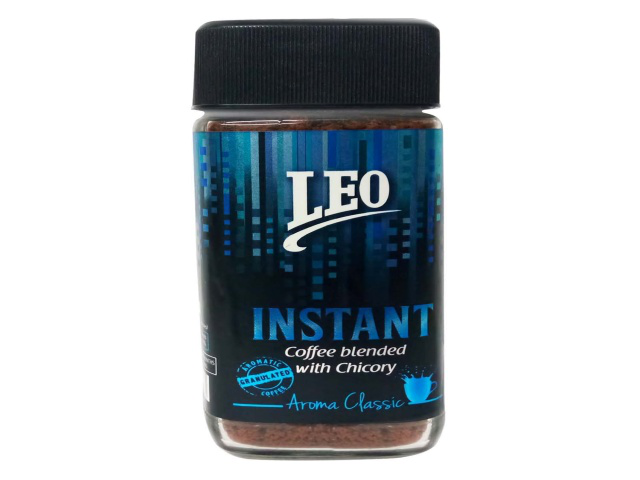 LEO
INSTANT
Coffee blended
with Chicory
AROMATIC
GRANULATED
COFFEE
Aroma Classic